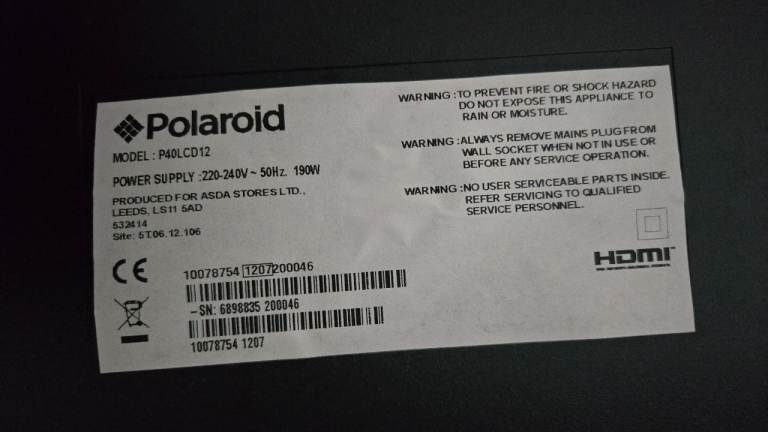 Polaroid
MODEL : P40LCD12
POWER SUPPLY :220-240V ~ 50Hz. 190W
PRODUCED FOR ASDA STORES LTD.,
LEEDS, LS11 5AD
532414
Site: 5T.06.12.106
10078754 1207200046
-SN: 6898835 200046
10078754 1207
WARNING :TO PREVENT FIRE OR SHOCK HAZARD
DO NOT EXPOSE THIS APPLIANCE TO
RAIN OR MOISTURE.
WARNING :ALWAYS REMOVE MAINS PLUG FROM
WALL SOCKET WHEN NOT IN USE OR
BEFORE ANY SERVICE OPERATION.
WARNING :NO USER SERVICEABLE PARTS INSIDE.
REFER SERVICING TO QUALIFIED
SERVICE PERSONNEL.
HDMI